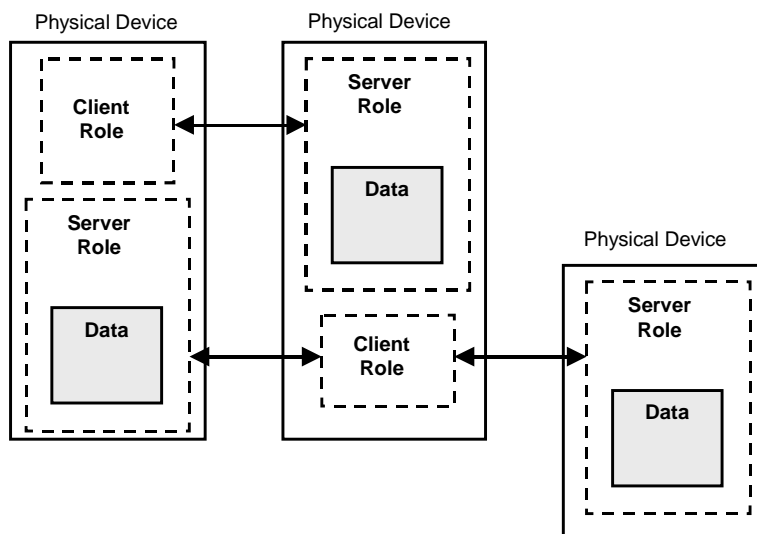 Physical Device
Client
Role
Server
Role
Data
Physical Device
Server
Role
Data
Client
Role
Physical Device
Server
Role
Data